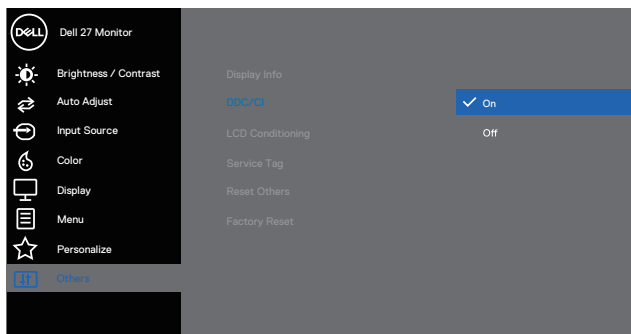 DELL
Dell 27 Monitor
Brightness / Contrast
Auto Adjust
Input Source
Color
Display
Menu
Personalize
Others
Display Info
DDC/CI
LCD Conditioning
Service Tag
Reset Others
Factory Reset
On
Off